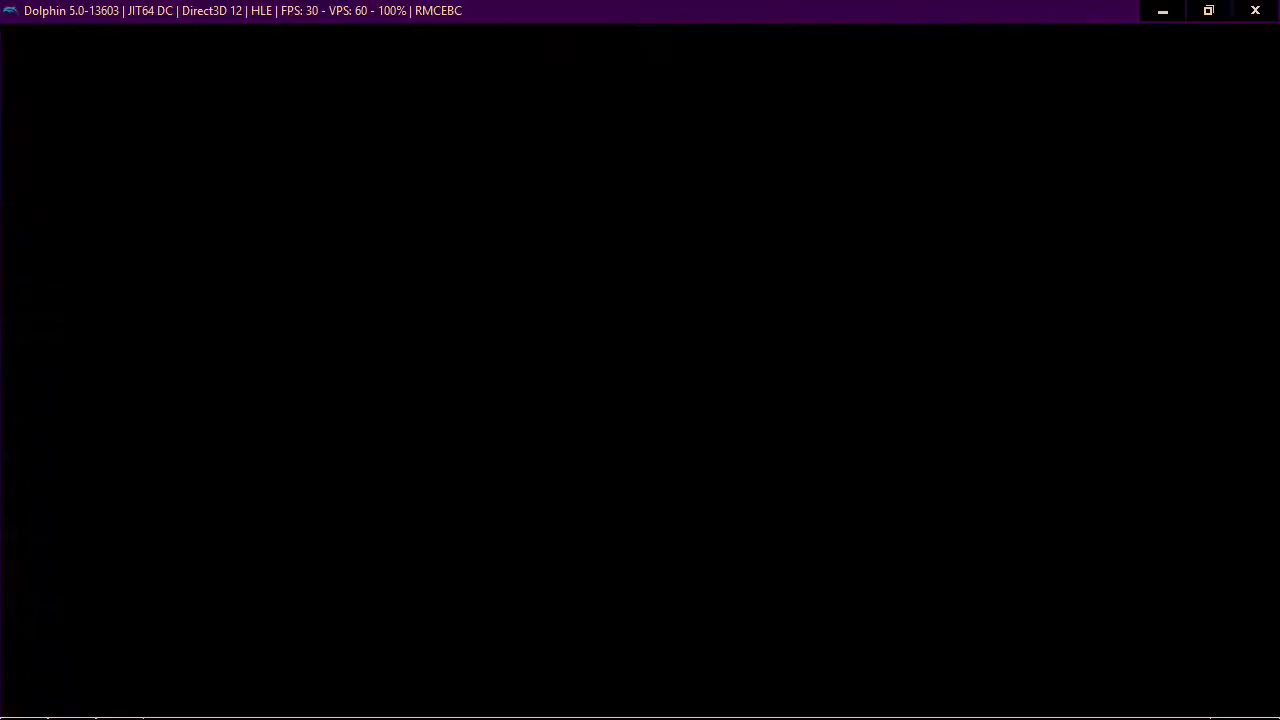 Dolphin 5.0-13603 | JIT64 DC | Direct3D 12 | HLE | FPS: 30 - VPS: 60 - 100% | RMCEBC